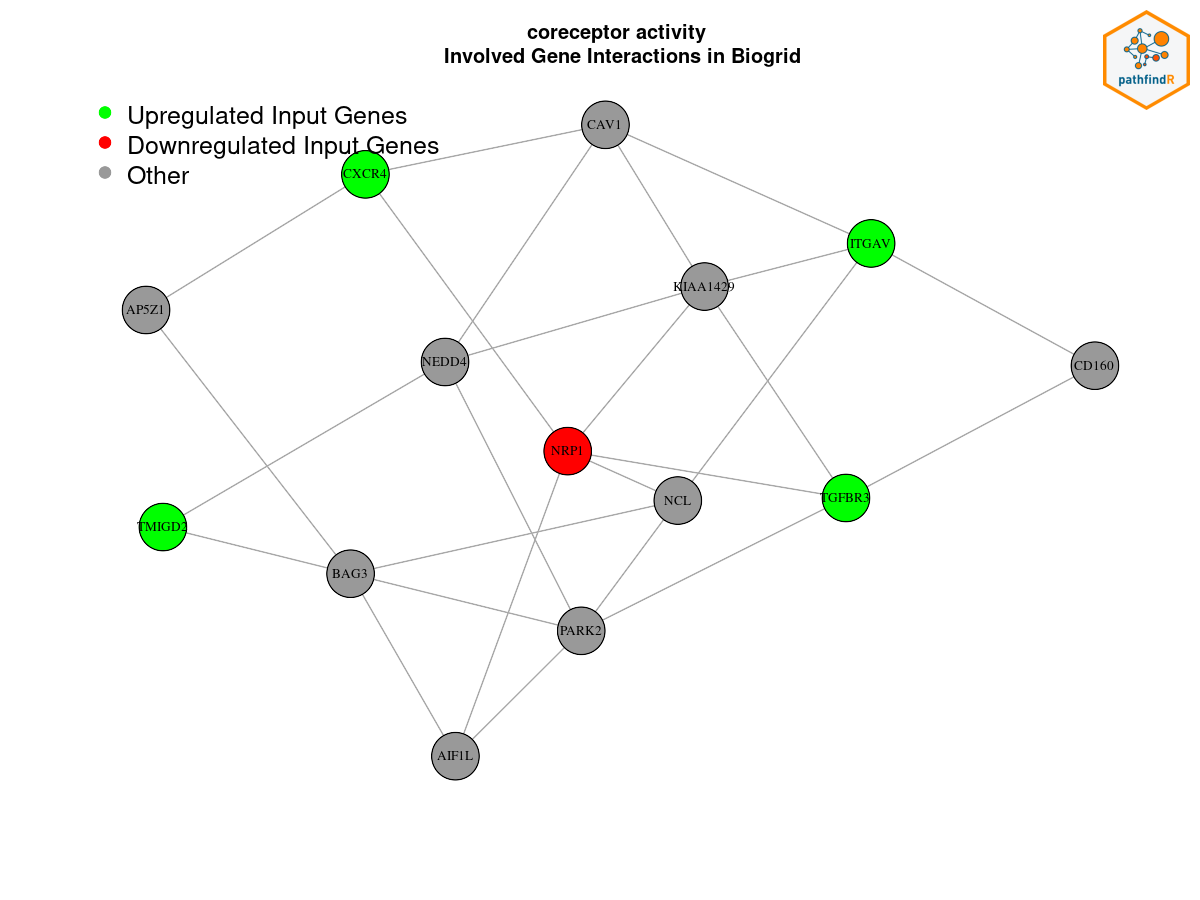 coreceptor activity
Involved Gene Interactions in Biogrid
pathfindR
Upregulated Input Genes
Downregulated Input Genes
Other
CAV1
CXCR4
ITGAV
KIAA1429
AP5Z1
NEDD4
CD160
NRP1
NCL
TGFBR3
TMIGD2
BAG3
PARK2
AIF1L